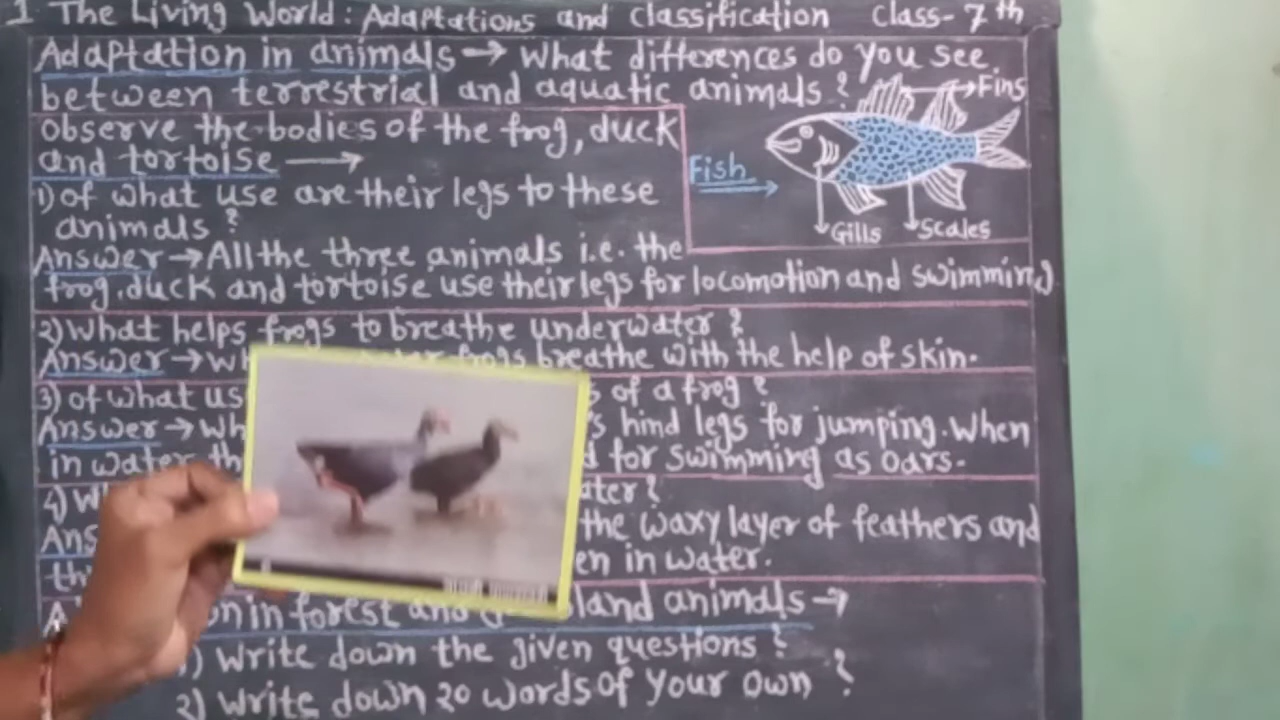 1 The Living World : Adaptations and classification Class-7th
Adaptation in animals → What differences do you see
between terrestrial and aquatic animals ?
Fins
Observe the bodies of the frog, duck
and tortoise →
Fish
1) of what use are their legs to these
animals ?
Gills Scales
Answer → All the three animals i.e. the
frog, duck and tortoise use their legs for locomotion and swimming
2) What helps frogs to breathe underwater ?
Answer → frogs breathe with the help of skin.
3) of what us of a frog ?
Answer → Wh hind legs for jumping. When
in water th for swimming as oars.
4) W ater ?
Ans the waxy layer of feathers and
th en in water.
A on in forest and land animals →
1) Write down the given questions ?
2) Write down 20 words of your own ?